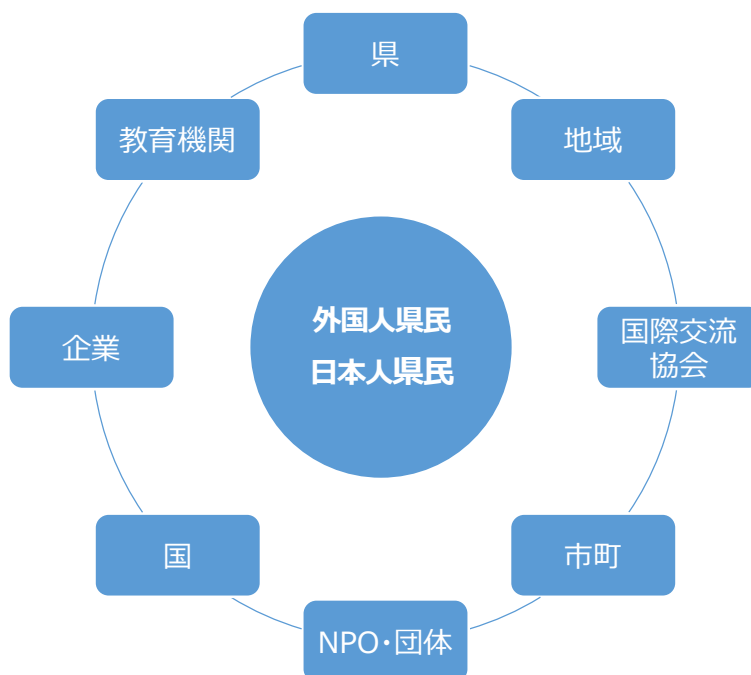 県
教育機関
地域
外国人県民
日本人県民
企業
国際交流
協会
国
市町
NPO・団体